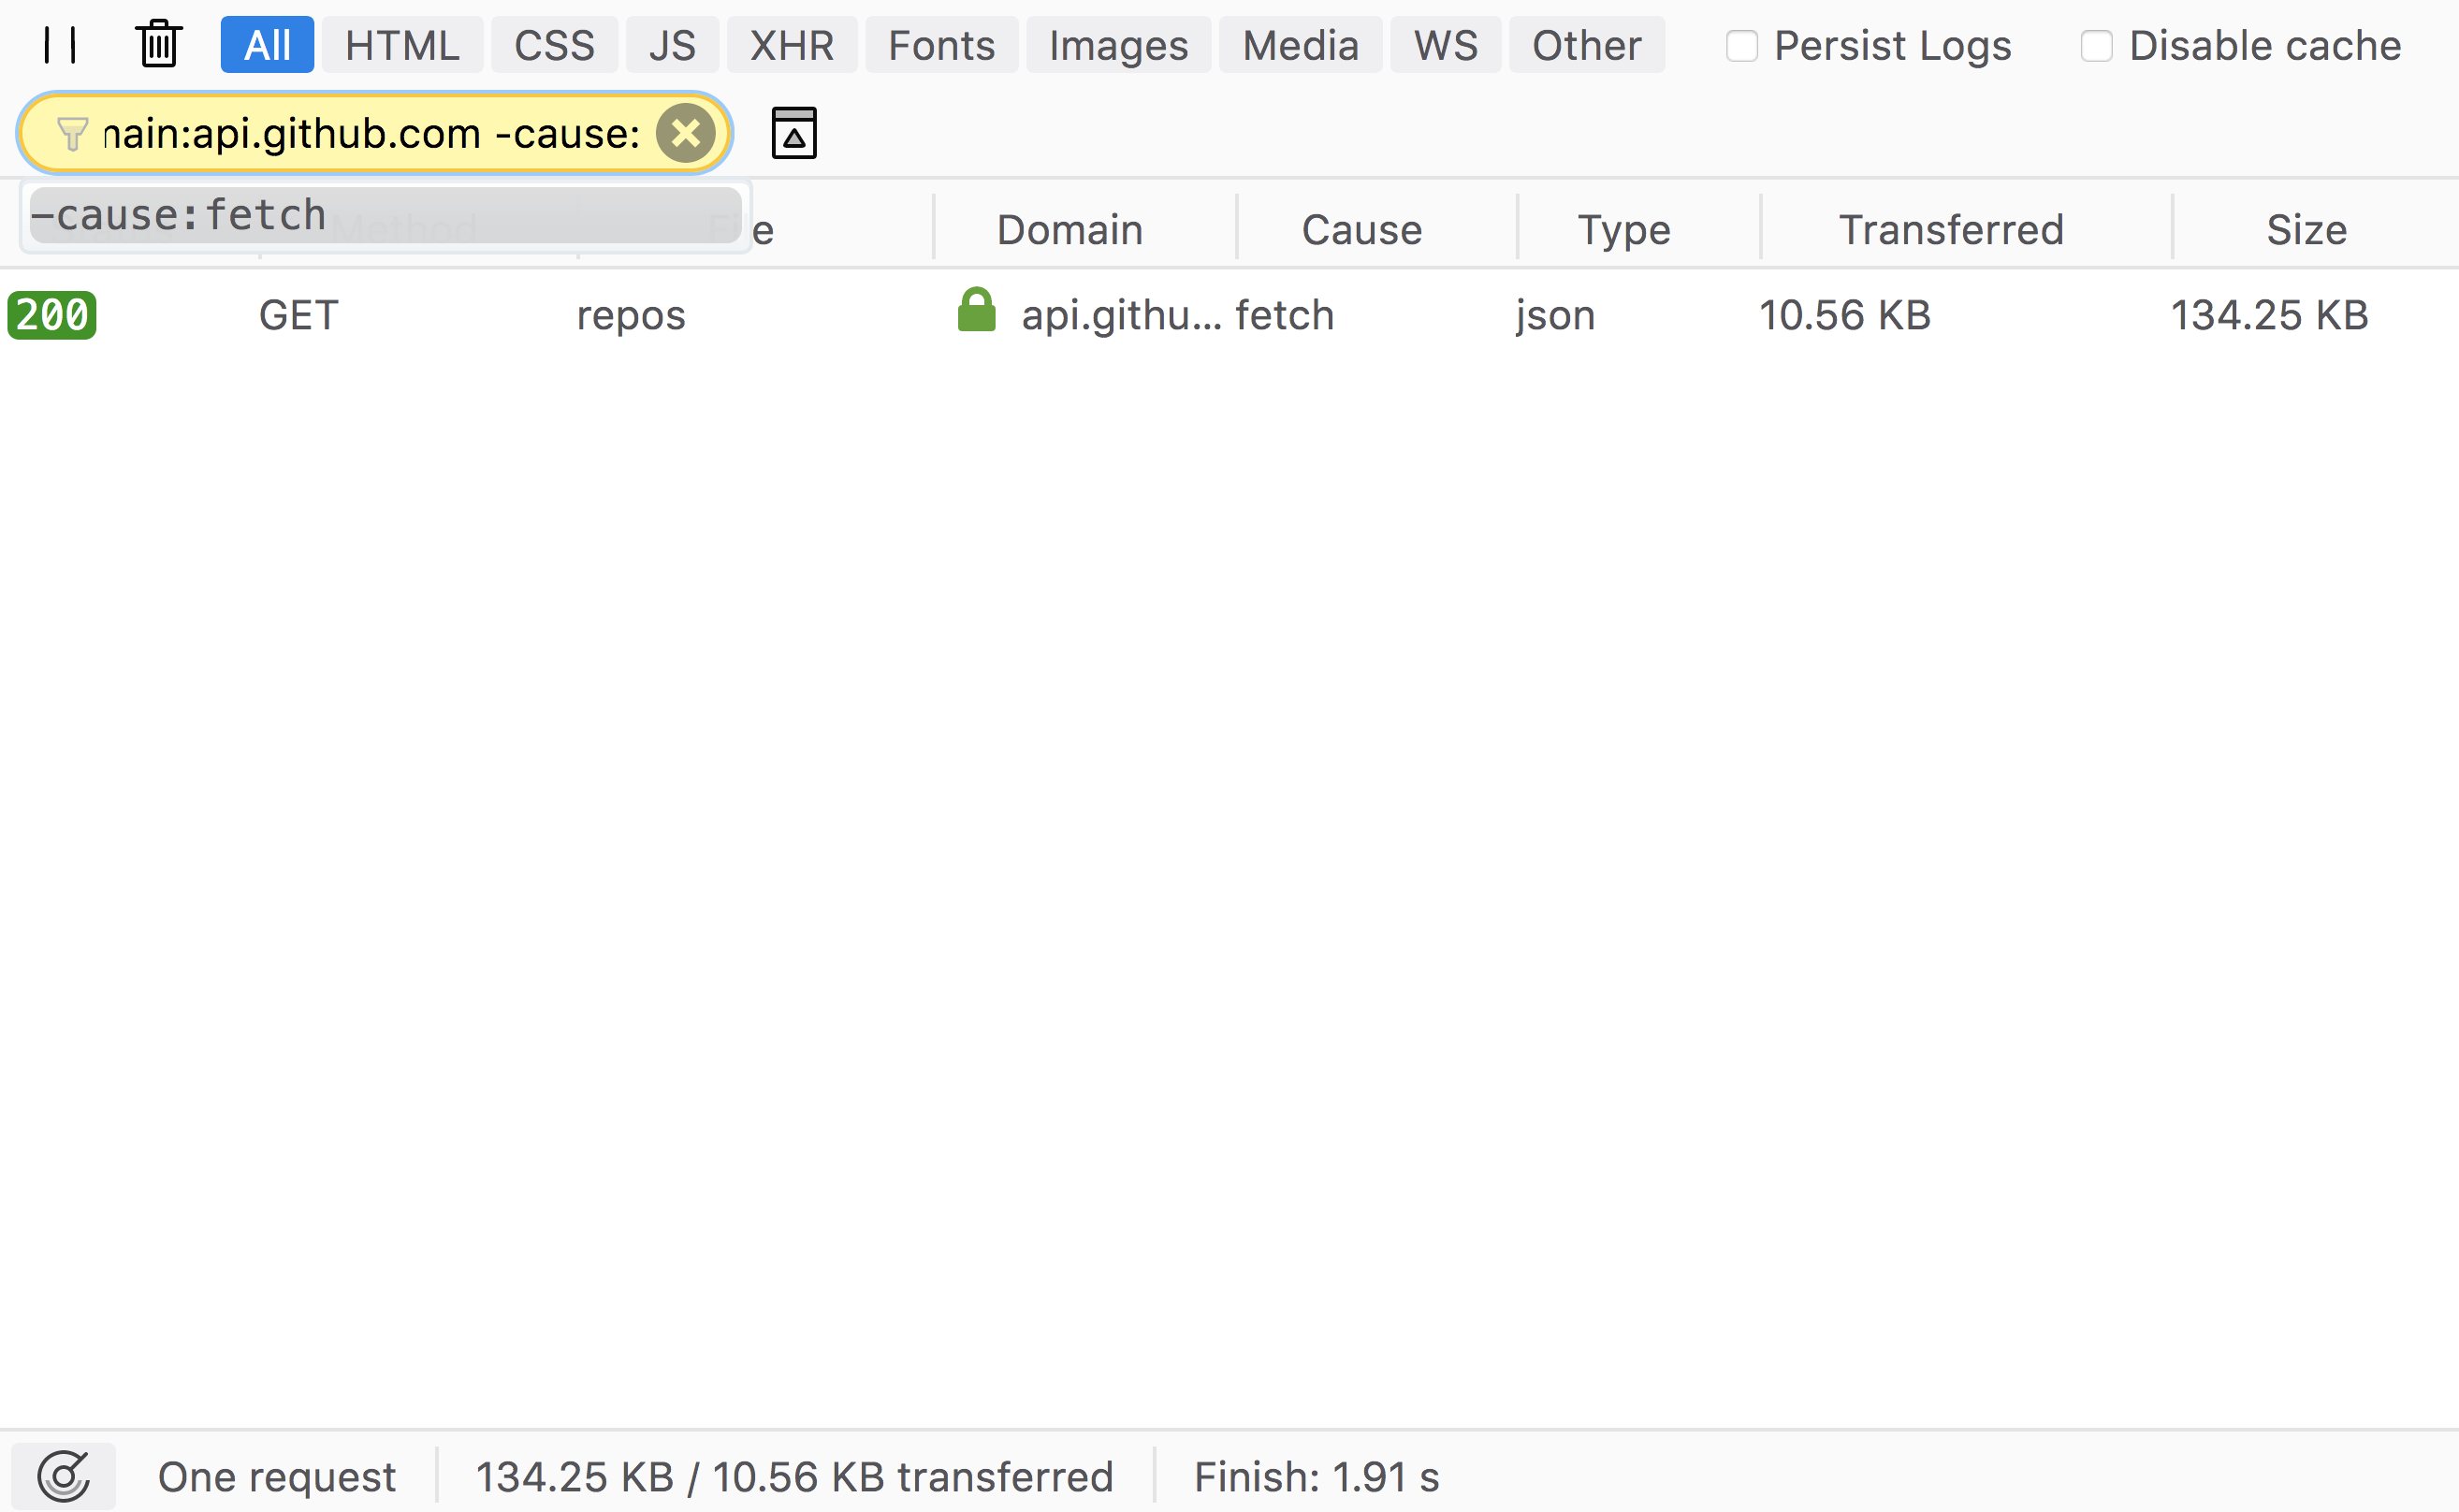 All HTML CSS JS XHR Fonts Images Media WS Other Persist Logs Disable cache
main:api.github.com -cause:
-cause:fetch
Method File Domain Cause Type Transferred Size
200 GET repos api.githu... fetch json 10.56 KB 134.25 KB
One request 134.25 KB / 10.56 KB transferred Finish: 1.91 s